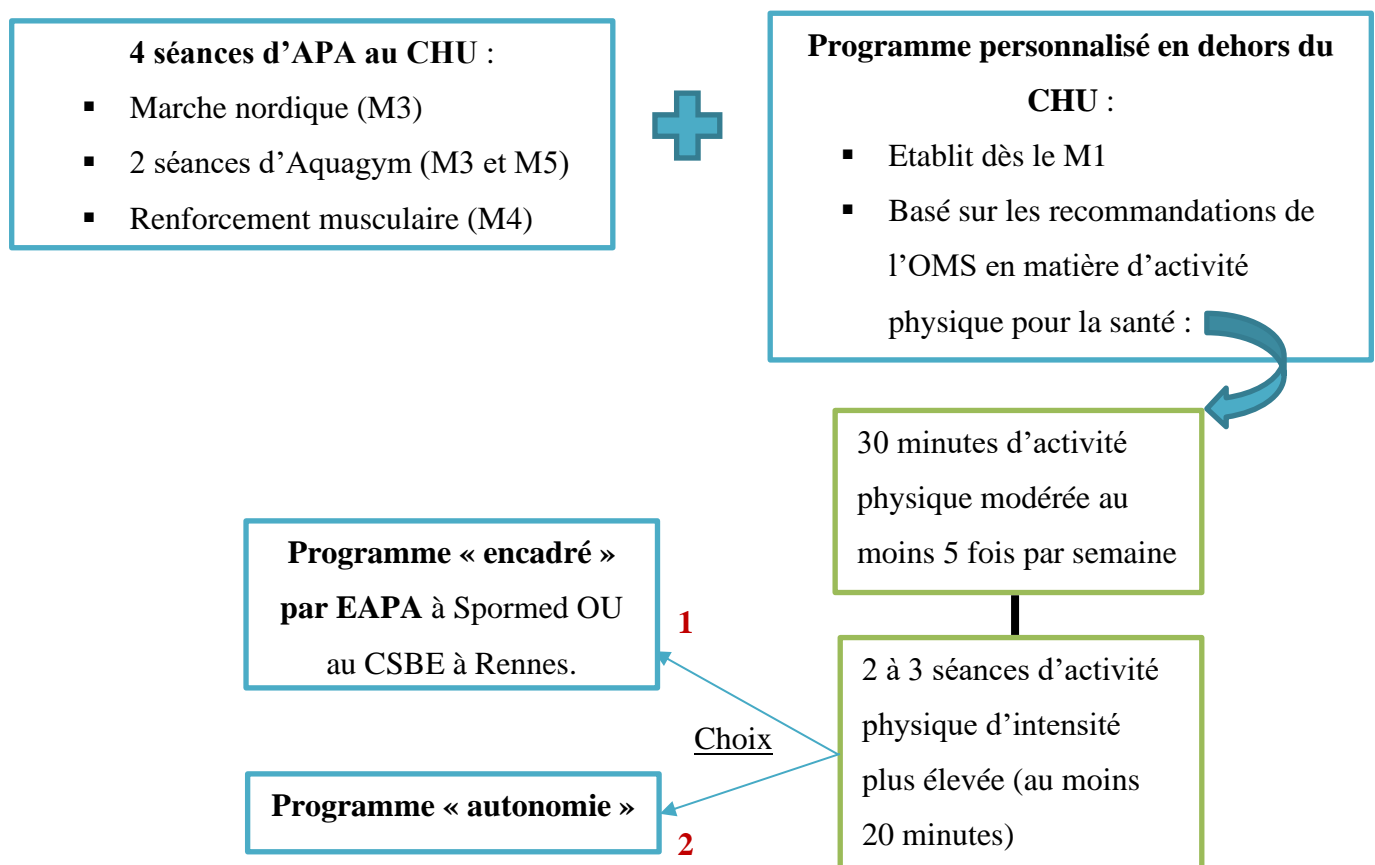 4 séances d’APA au CHU :
▪ Marche nordique (M3)
▪ 2 séances d’Aquagym (M3 et M5)
▪ Renforcement musculaire (M4)
Programme personnalisé en dehors du
CHU :
▪ Etablit dès le M1
▪ Basé sur les recommandations de
l’OMS en matière d’activité
physique pour la santé :
30 minutes d’activité
physique modérée au
moins 5 fois par semaine
2 à 3 séances d’activité
physique d’intensité
plus élevée (au moins
20 minutes)
Choix
1
Programme « encadré »
par EAPA à Spormed OU
au CSBE à Rennes.
2
Programme « autonomie »